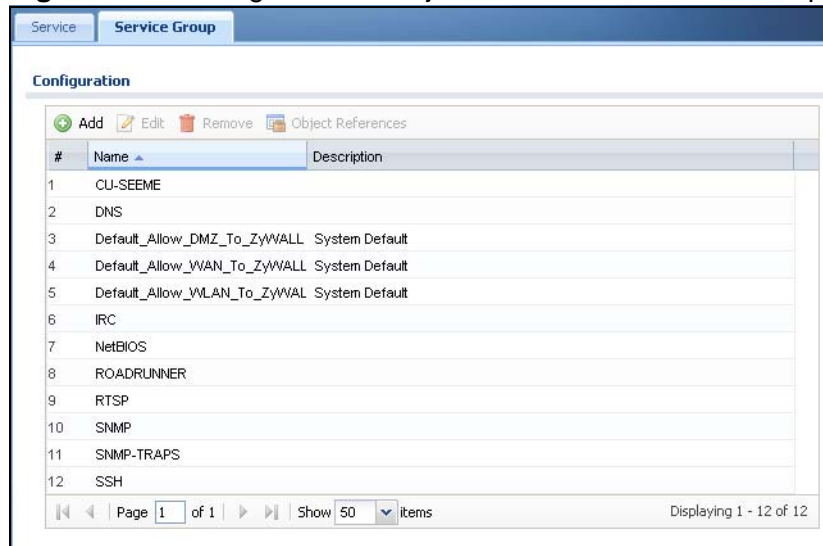 Service Service Group
Configuration
Add Edit Remove Object References
# Name Description
1 CU-SEEME
2 DNS
3 Default_Allow_DMZ_To_ZyWALL System Default
4 Default_Allow_WAN_To_ZyWALL System Default
5 Default_Allow_WLAN_To_ZyWAL System Default
6 IRC
7 NetBIOS
8 ROADRUNNER
9 RTSP
10 SNMP
11 SNMP-TRAPS
12 SSH
Page 1 of 1 Show 50 items Displaying 1 - 12 of 12